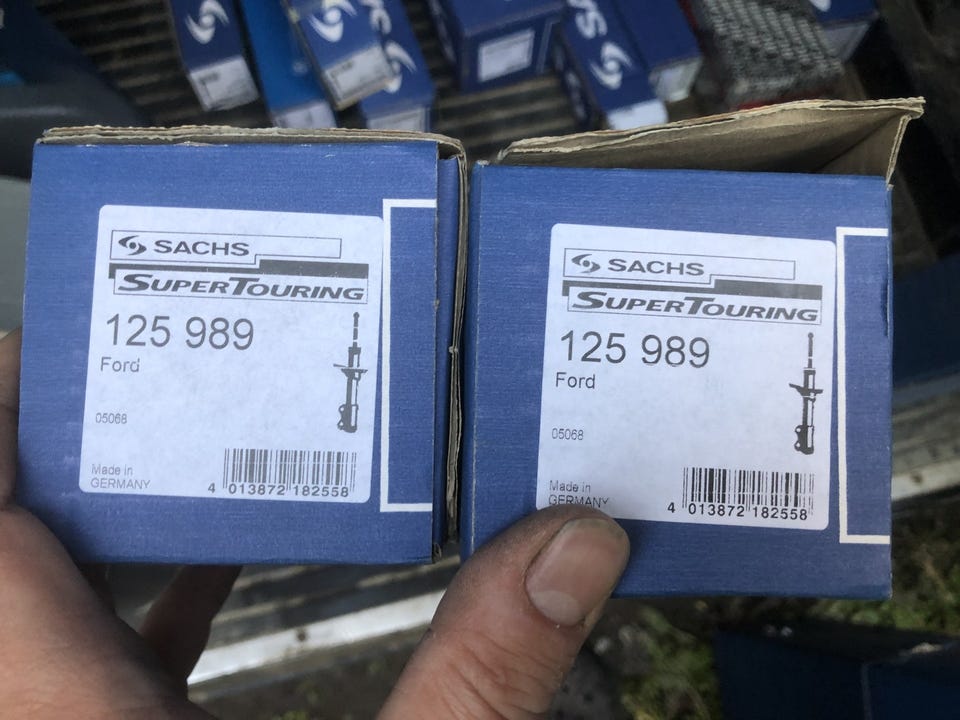 SACHS
SUPERTOURING
125 989
Ford
05068
Made in
GERMANY
4 013872 182558
SACHS
SUPERTOURING
125 989
Ford
05068
Made in
GERMANY
4 013872 182558